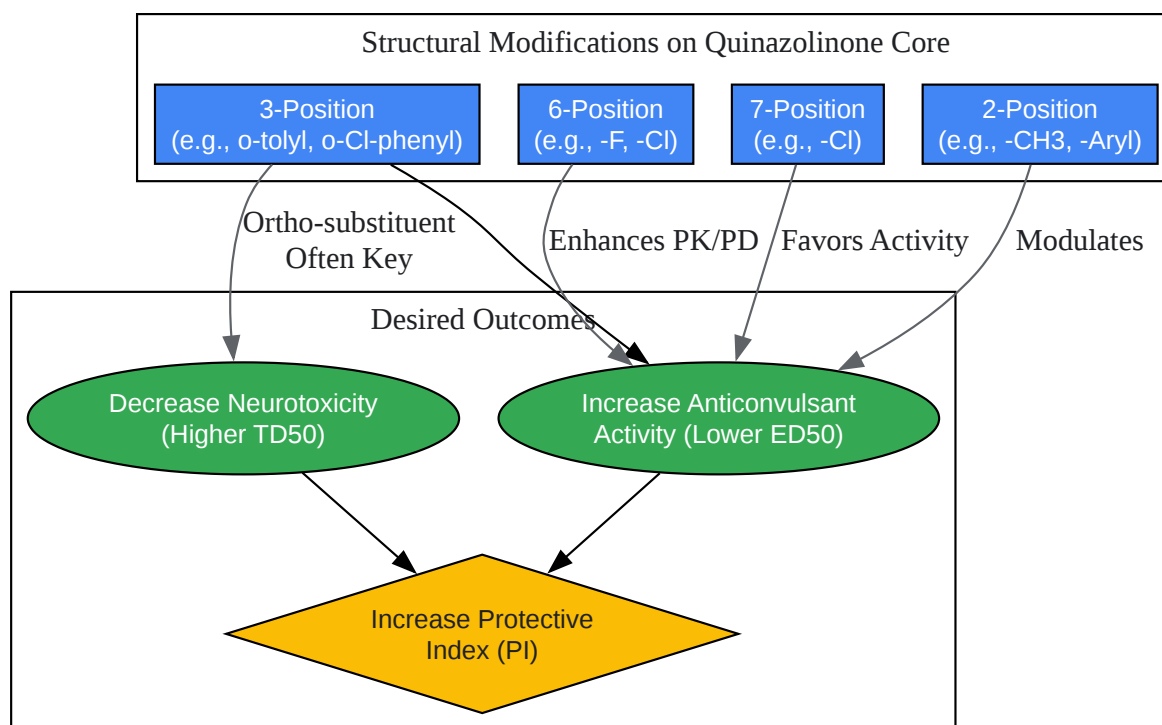 Structural Modifications on Quinazolinone Core
3-Position
(e.g., o-tolyl, o-Cl-phenyl)
6-Position
(e.g., -F, -Cl)
7-Position
(e.g., -Cl)
2-Position
(e.g., -CH3, -Aryl)
Ortho-substituent
Often Key
Enhances PK/PD
Favors Activity
Modulates
Desired Outcomes
Decrease Neurotoxicity
(Higher TD50)
Increase Anticonvulsant
Activity (Lower ED50)
Increase Protective
Index (PI)